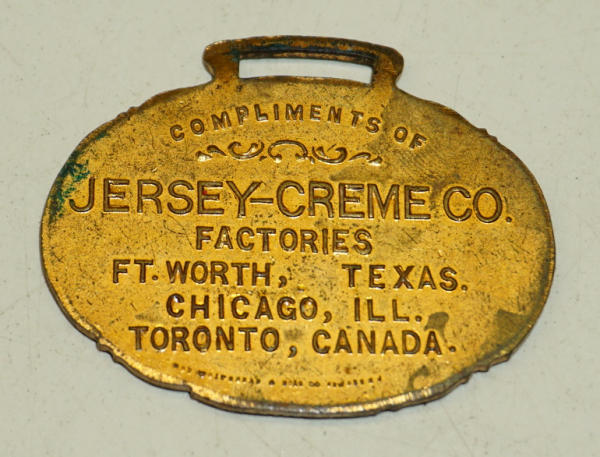 COMPLIMENTS OF
JERSEY-CREME CO.
FACTORIES
FT. WORTH, TEXAS.
CHICAGO, ILL.
TORONTO, CANADA.